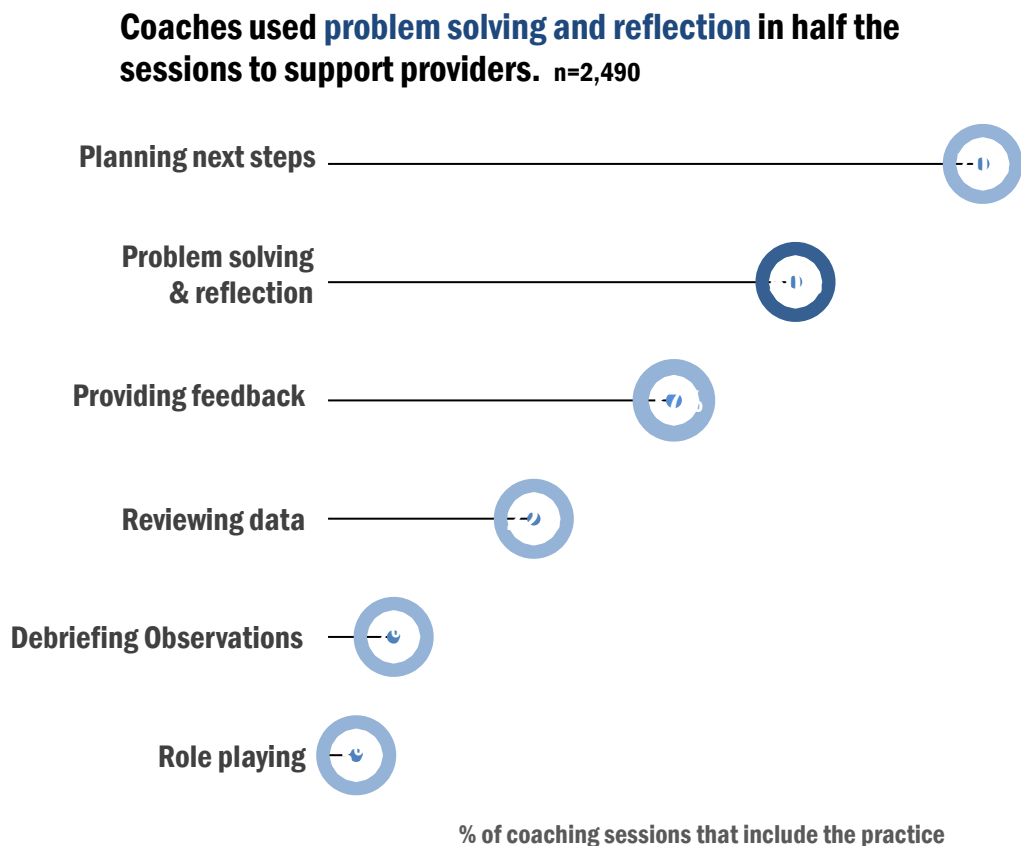 Coaches used problem solving and reflection in half the
sessions to support providers. n=2,490
Planning next steps
Problem solving
& reflection
Providing feedback
Reviewing data
Debriefing Observations
Role playing
% of coaching sessions that include the practice